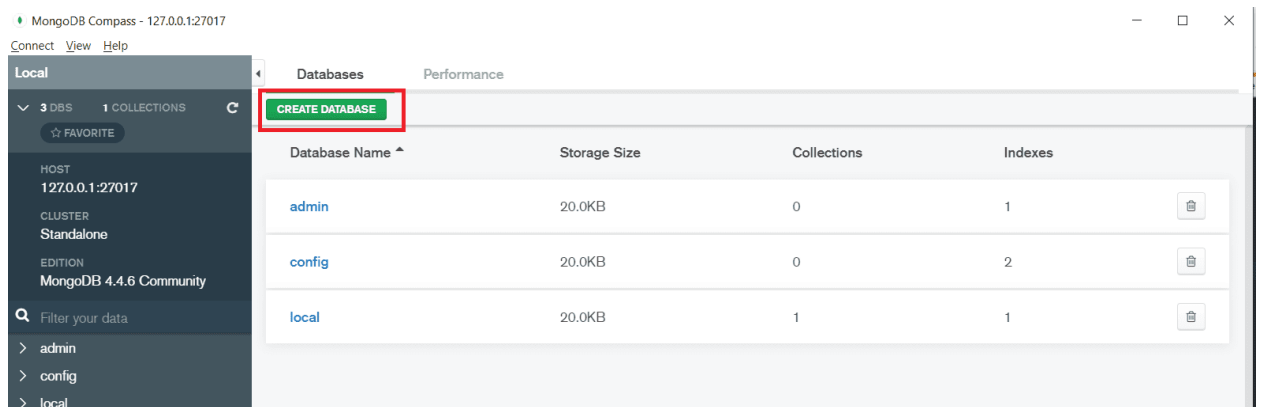 MongoDB Compass - 127.0.0.1:27017
Connect View Help
Local
3 DBS 1 COLLECTIONS
FAVORITE
HOST
127.0.0.1:27017
CLUSTER
Standalone
EDITION
MongoDB 4.4.6 Community
Filter your data
admin
config
local
Databases Performance
CREATE DATABASE
Database Name Storage Size Collections Indexes
admin 20.0KB 0 1
config 20.0KB 0 2
local 20.0KB 1 1